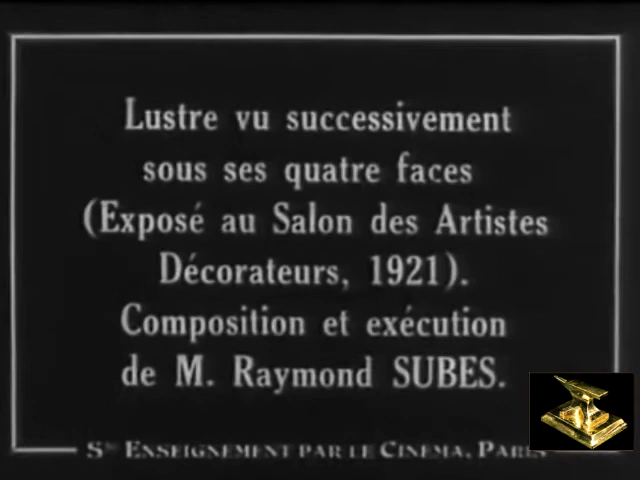 Lustre vu successivement
sous ses quatre faces
(Exposé au Salon des Artistes
Décorateurs, 1921).
Composition et exécution
de M. Raymond SUBES.
Sté ENSEIGNEMENT PAR LE CINEMA, PARIS